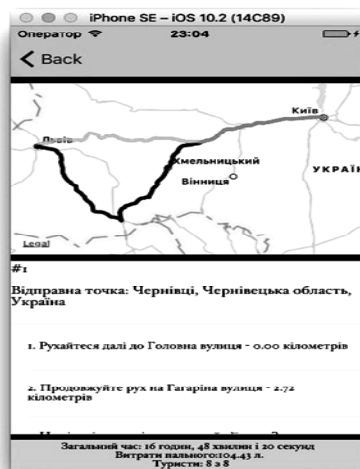 iPhone SE – iOS 10.2 (14C89)
Оператор 23:04
Back
Київ
Львів
Хмельницький
УКРАЇН
Вінниця
Legal
#1
Відправна точка: Чернівці, Чернівецька область,
Україна
1. Рухайтеся далі до Головна вулиця - 0.00 кілометрів
2. Продовжуйте рух на Гагаріна вулиця - 2.72
кілометрів
Загальний час: 16 годин, 48 хвилин і 20 секунд
Витрати пального:104.43 л.
Туристи: 8 з 8